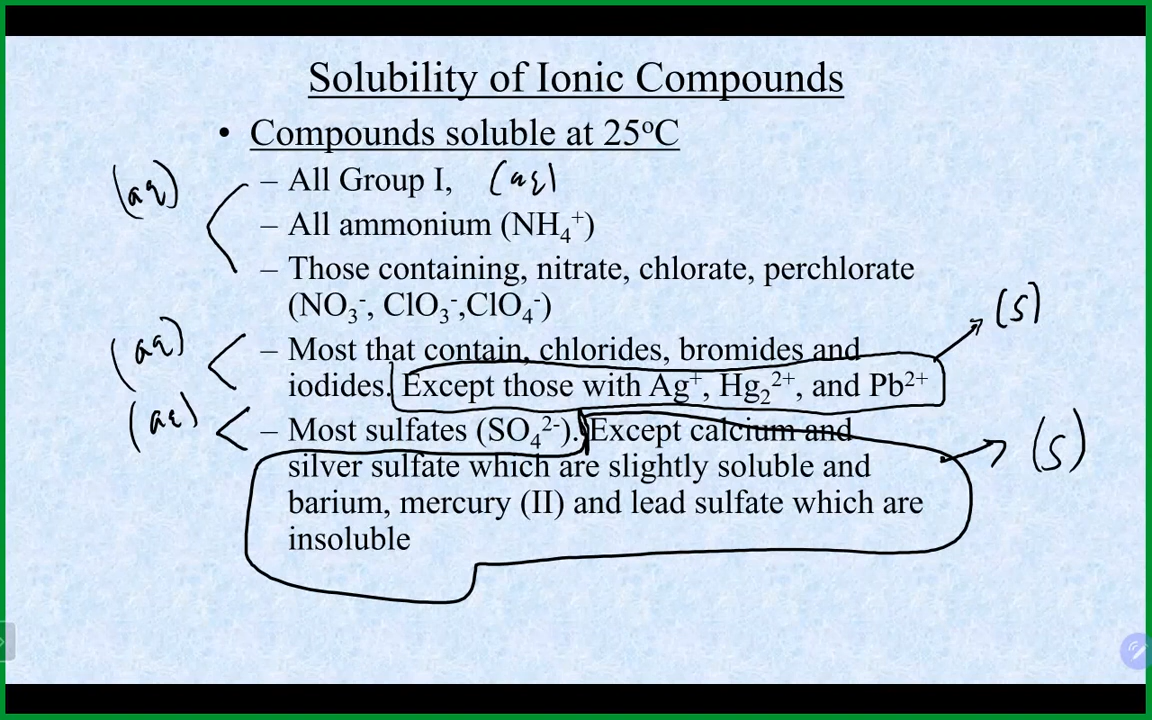 Solubility of Ionic Compounds
• Compounds soluble at 25°C
(aq)
– All Group I, (aq)
– All ammonium (NH₄⁺)
– Those containing, nitrate, chlorate, perchlorate
(NO₃⁻, ClO₃⁻,ClO₄⁻)
(s)
(aq)
– Most that contain, chlorides, bromides and
iodides. Except those with Ag⁺, Hg₂²⁺, and Pb²⁺
(aq)
– Most sulfates (SO₄²⁻). Except calcium and
(s)
silver sulfate which are slightly soluble and
barium, mercury (II) and lead sulfate which are
insoluble